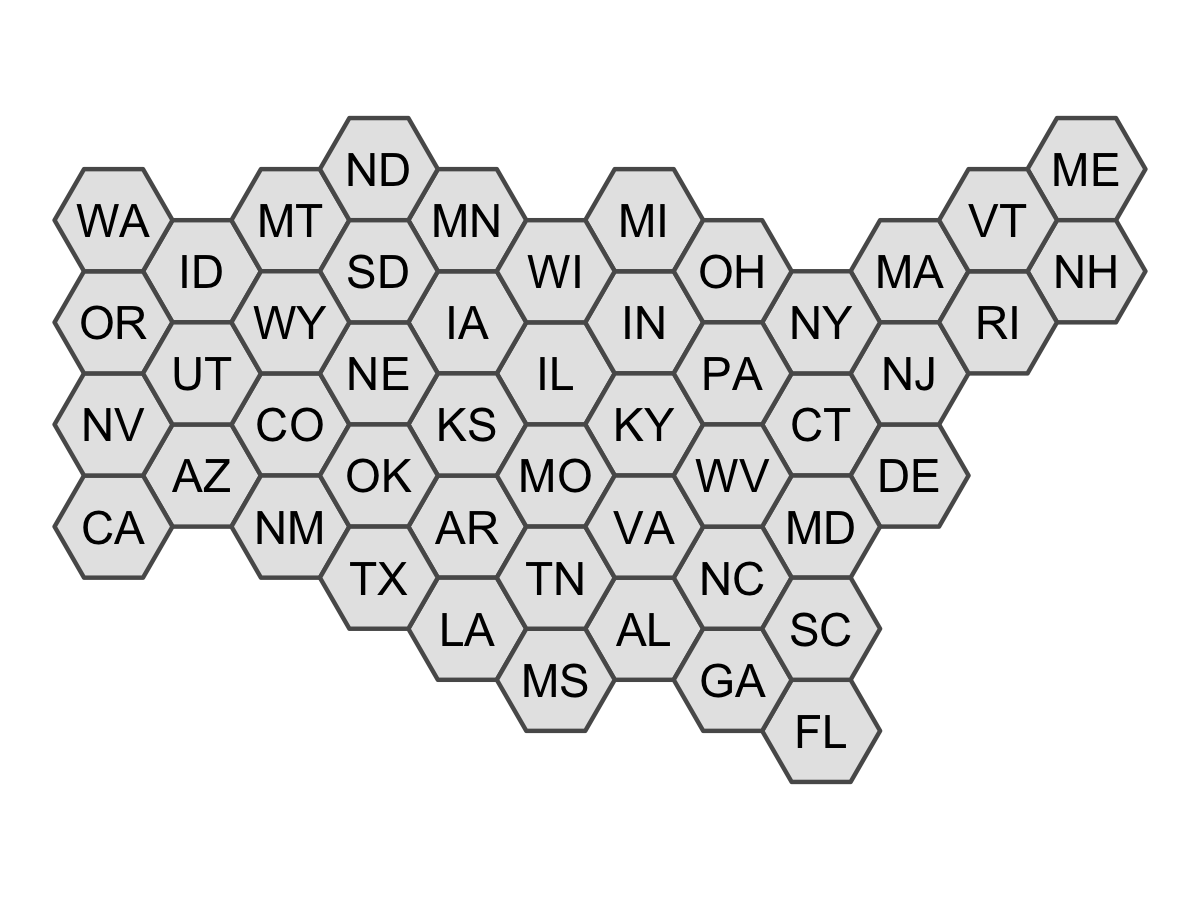 ND ME
WA MT MN MI VT
ID SD WI OH MA NH
OR WY IA IN NY RI
UT NE IL PA NJ
NV CO KS KY CT
AZ OK MO WV DE
CA NM AR VA MD
TX TN NC
LA AL SC
MS GA
FL